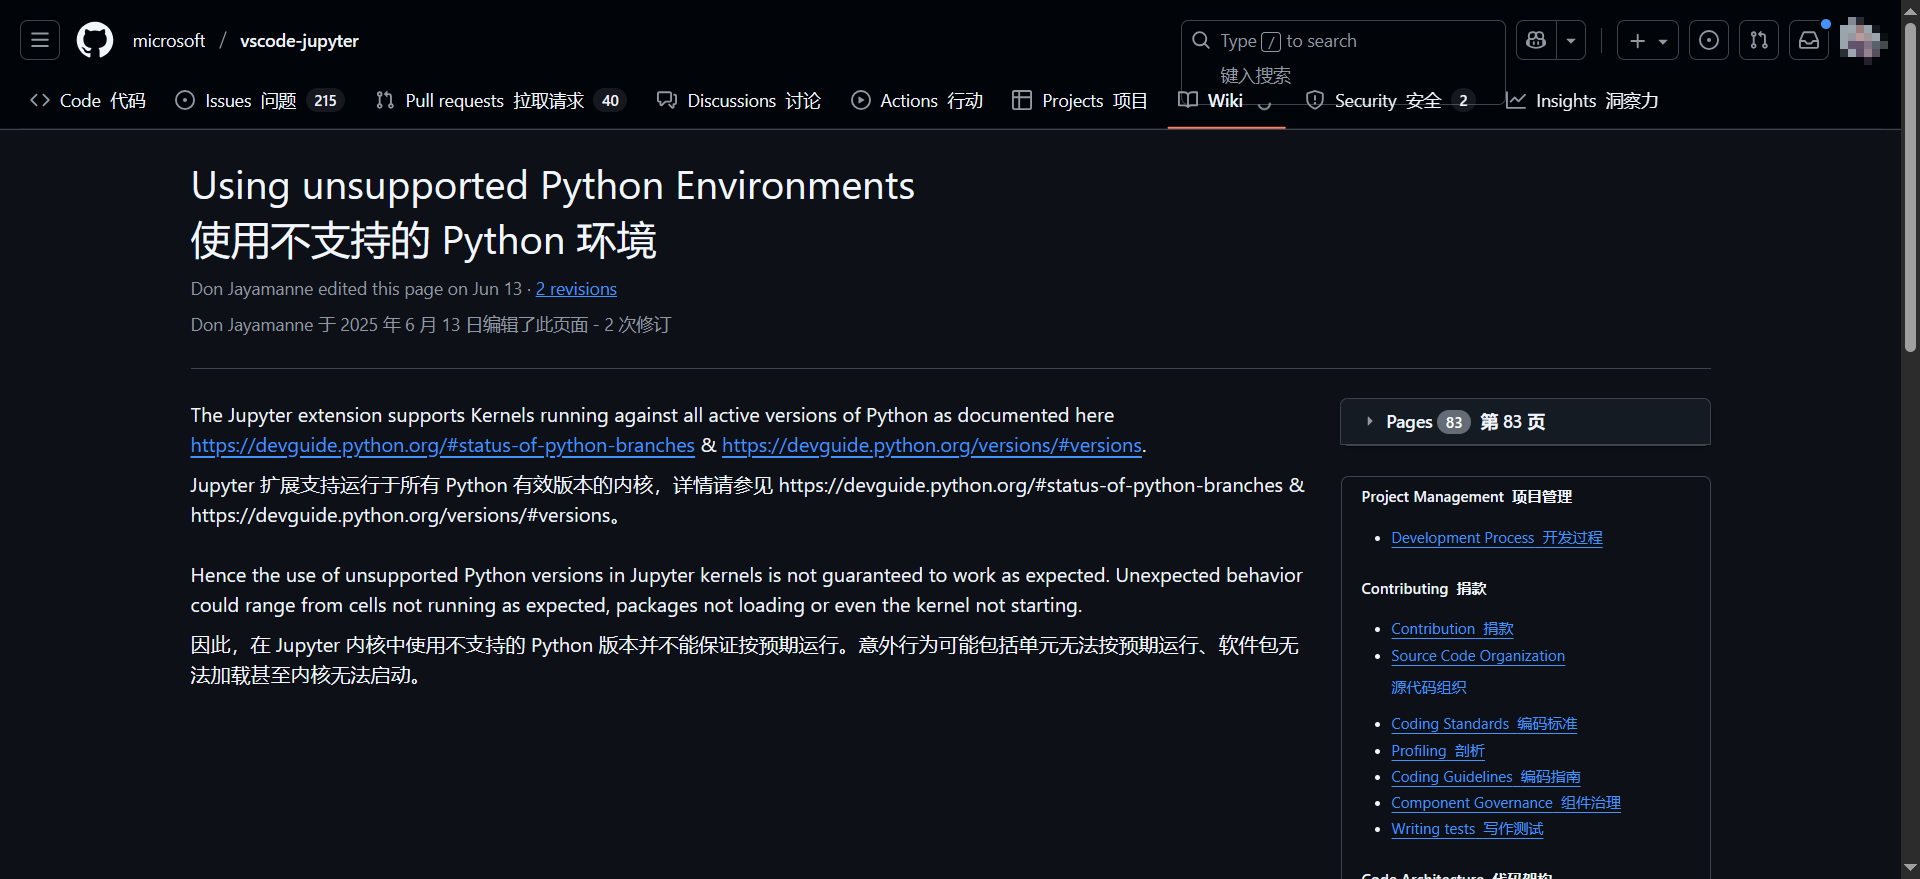 microsoft / vscode-jupyter
Type / to search
键入搜索
Code 代码
Issues 问题 215
Pull requests 拉取请求 40
Discussions 讨论
Actions 行动
Projects 项目
Wiki
Security 安全 2
Insights 洞察力
Using unsupported Python Environments
使用不支持的 Python 环境
Don Jayamanne edited this page on Jun 13 · 2 revisions
Don Jayamanne 于 2025 年 6 月 13 日编辑了此页面 - 2 次修订
The Jupyter extension supports Kernels running against all active versions of Python as documented here
https://devguide.python.org/#status-of-python-branches & https://devguide.python.org/versions/#versions.
Jupyter 扩展支持运行于所有 Python 有效版本的内核，详情请参见 https://devguide.python.org/#status-of-python-branches &
https://devguide.python.org/versions/#versions。
Hence the use of unsupported Python versions in Jupyter kernels is not guaranteed to work as expected. Unexpected behavior
could range from cells not running as expected, packages not loading or even the kernel not starting.
因此，在 Jupyter 内核中使用不支持的 Python 版本并不能保证按预期运行。意外行为可能包括单元无法按预期运行、软件包无
法加载甚至内核无法启动。
Pages 83 第 83 页
Project Management 项目管理
Development Process 开发过程
Contributing 捐款
Contribution 捐款
Source Code Organization
源代码组织
Coding Standards 编码标准
Profiling 剖析
Coding Guidelines 编码指南
Component Governance 组件治理
Writing tests 写作测试
Code Architecture 代码架构